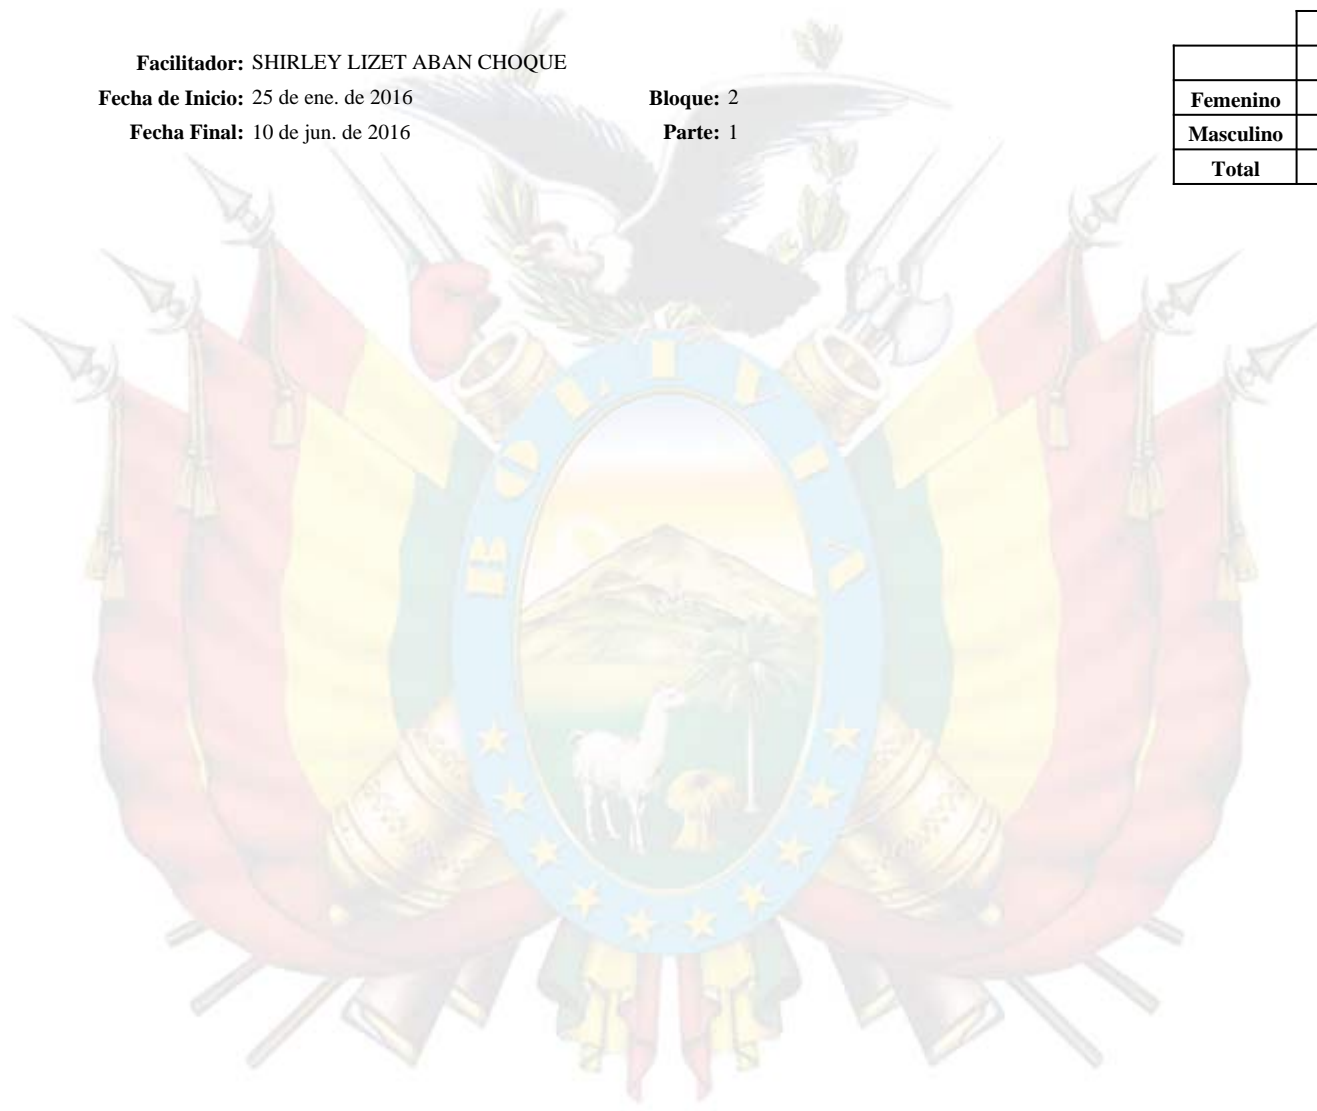 Facilitador: SHIRLEY LIZET ABAN CHOQUE
Fecha de Inicio: 25 de ene. de 2016 Bloque: 2
Fecha Final: 10 de jun. de 2016 Parte: 1
Femenino
Masculino
Total
BOLIVIA